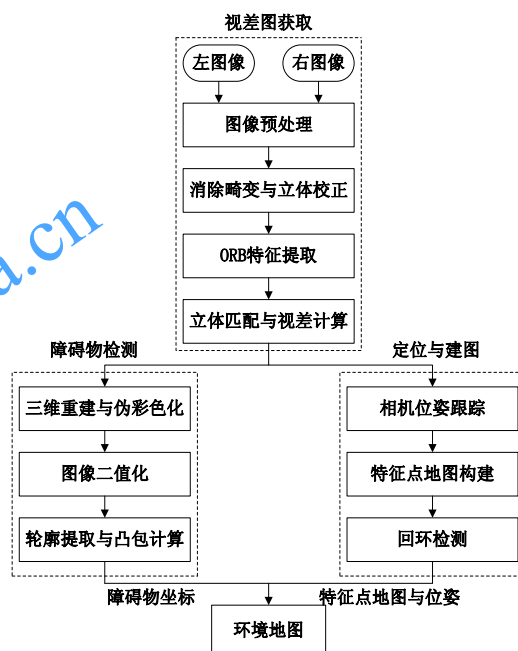 视差图获取
左图像
右图像
图像预处理
消除畸变与立体校正
ORB特征提取
立体匹配与视差计算
障碍物检测
定位与建图
三维重建与伪彩色化
相机位姿跟踪
图像二值化
特征点地图构建
轮廓提取与凸包计算
回环检测
障碍物坐标
特征点地图与位姿
环境地图
a.cn